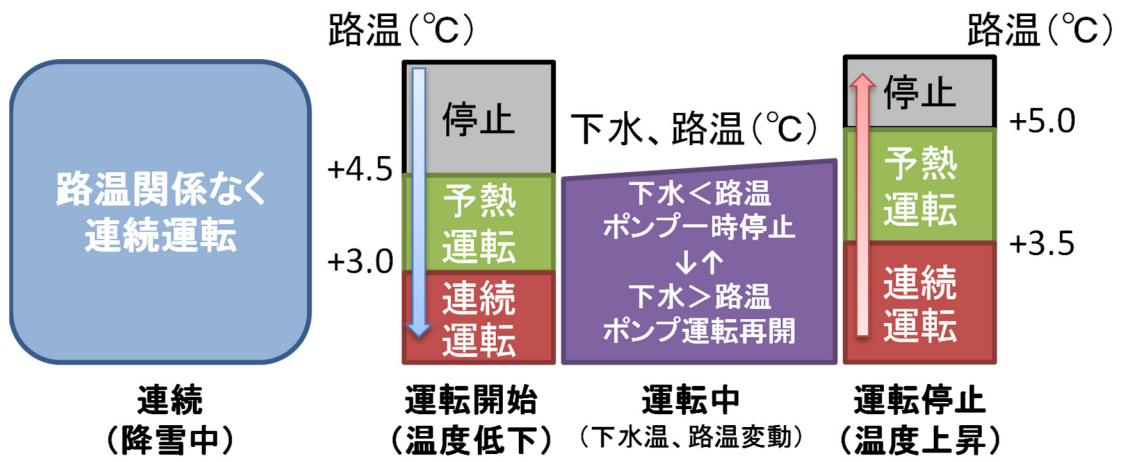 路温関係なく
連続運転
連続
（降雪中）
路温（℃）
+4.5
+3.0
停止
予熱
運転
連続
運転
運転開始
（温度低下）
下水、路温（℃）
下水＜路温
ポンプ一時停止
↓↑
下水＞路温
ポンプ運転再開
運転中
（下水温、路温変動）
路温（℃）
停止
予熱
運転
連続
運転
+5.0
+3.5
運転停止
（温度上昇）